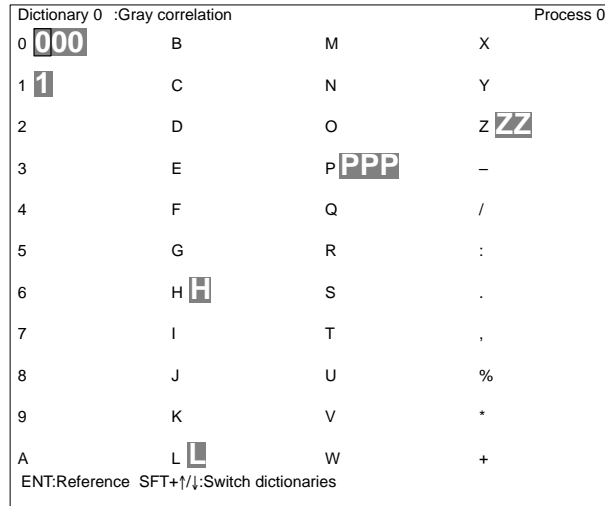 Dictionary 0 :Gray correlation Process 0
0 000 B M X
1 1 C N Y
2 D O Z ZZ
3 E P PPP –
4 F Q /
5 G R :
6 H H S .
7 I T ,
8 J U %
9 K V *
A L L W +
ENT:Reference SFT+↑/↓:Switch dictionaries